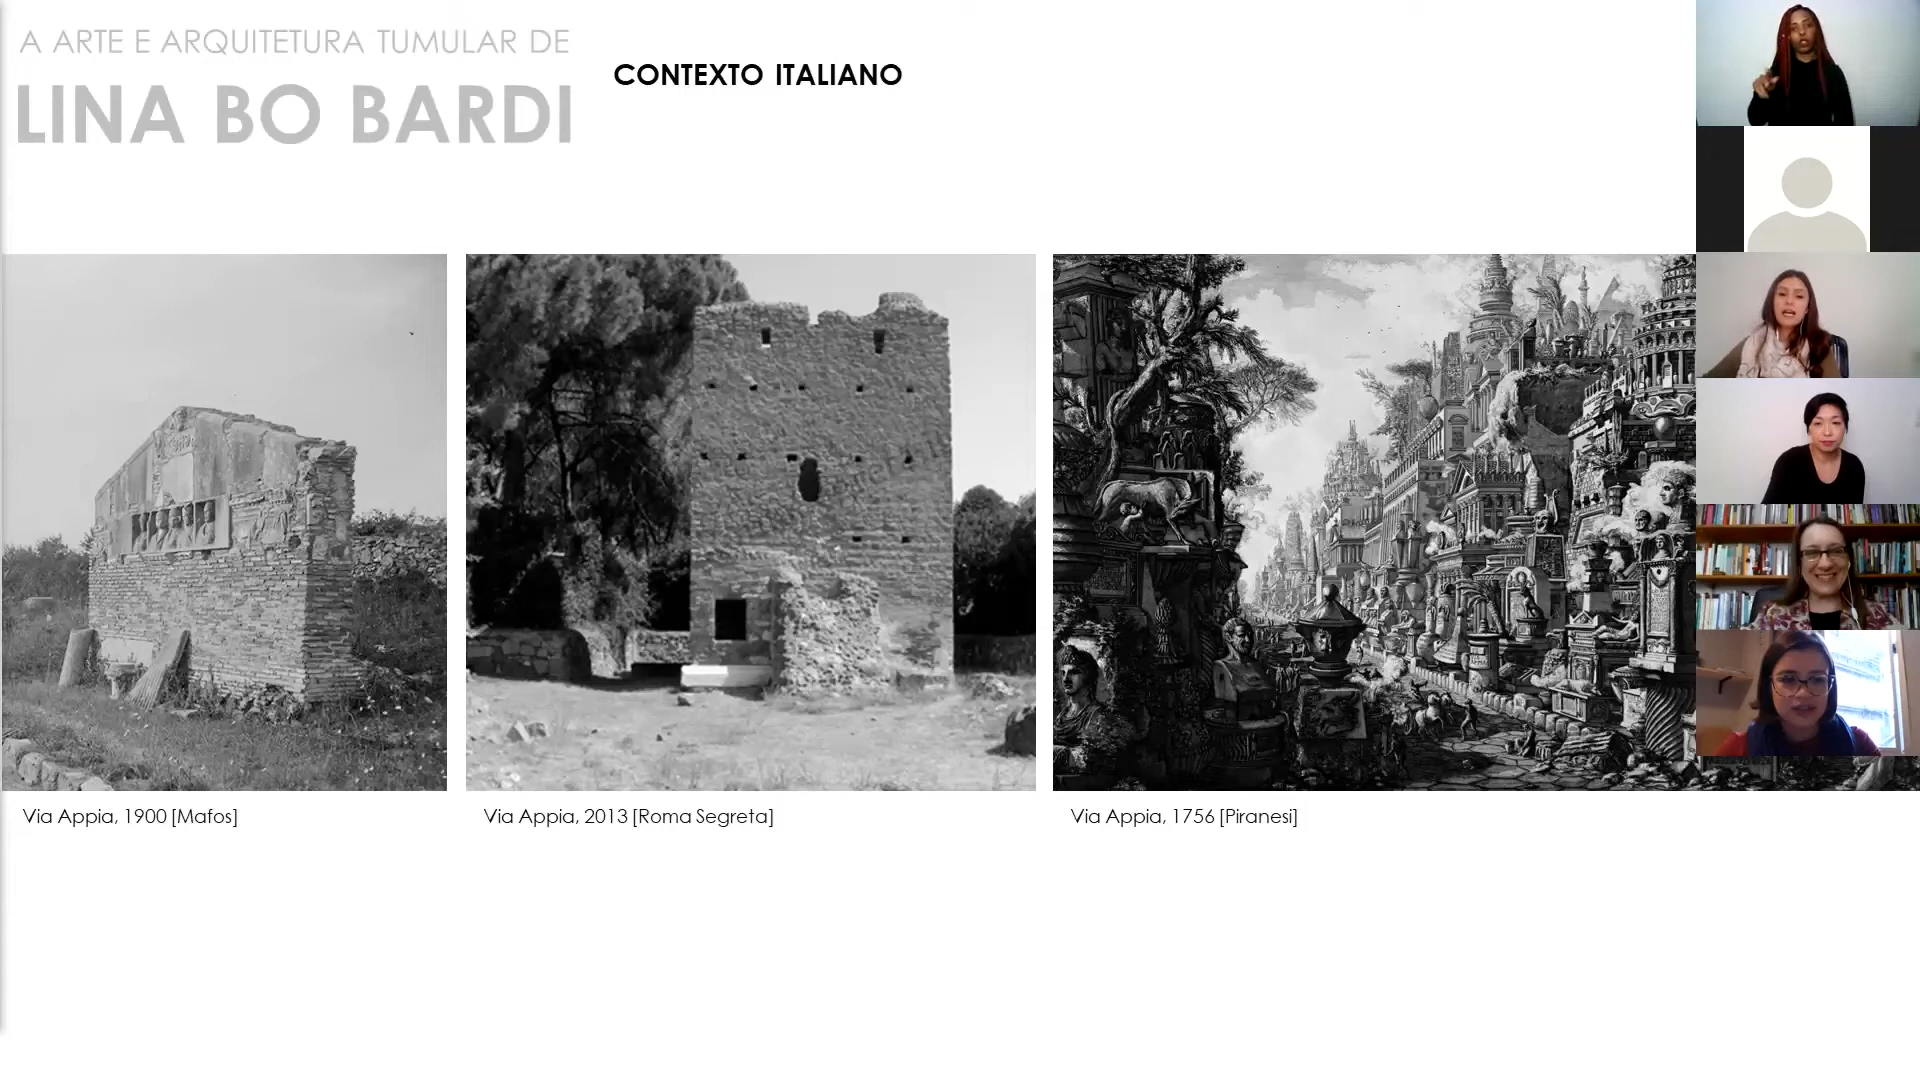 A ARTE E ARQUITETURA TUMULAR DE
LINA BO BARDI
CONTEXTO ITALIANO
Via Appia, 1900 [Mafos]
Via Appia, 2013 [Roma Segreta]
Via Appia, 1756 [Piranesi]